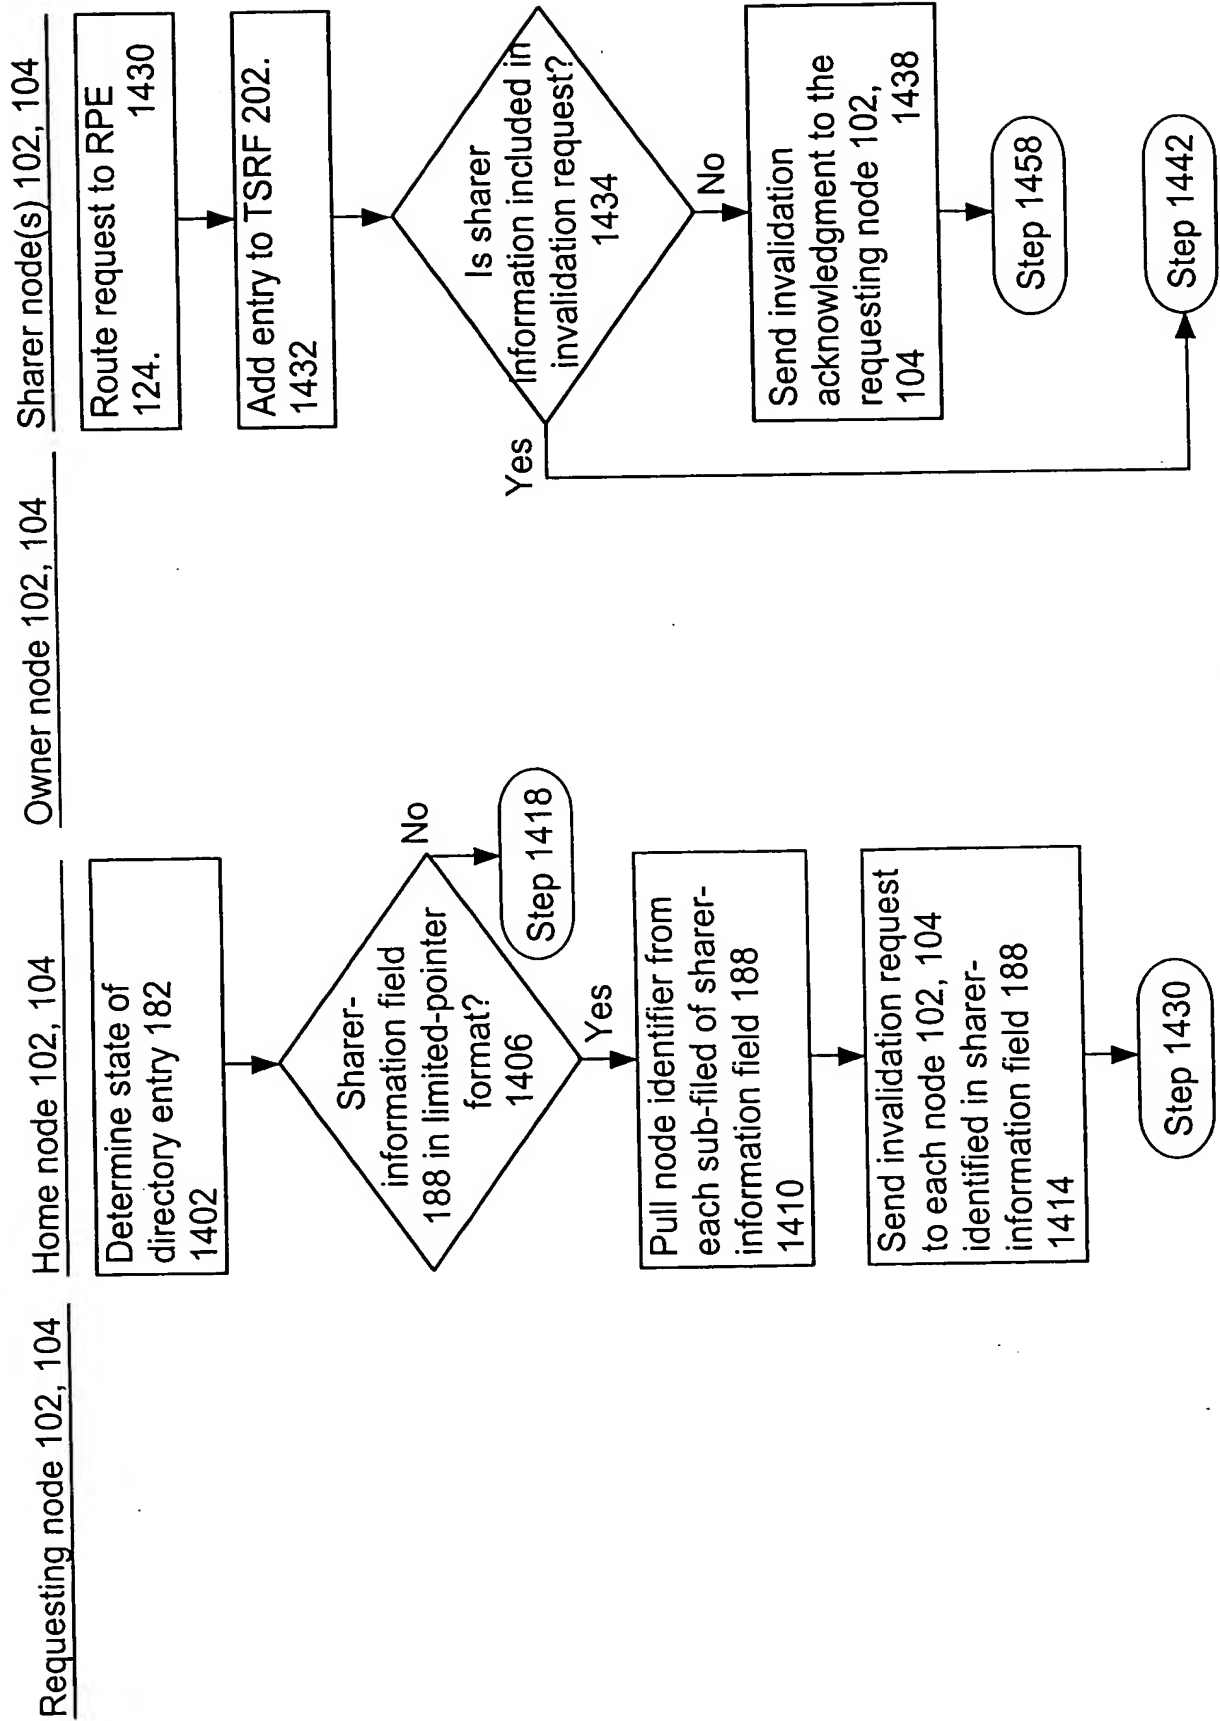 Requesting node 102, 104
Home node 102, 104
Owner node 102, 104
Sharer node(s) 102, 104
Determine state of
directory entry 182
1402
Sharer-
information field
188 in limited-pointer
format?
1406
No
Step 1418
Yes
Pull node identifier from
each sub-filed of sharer-
information field 188
1410
Send invalidation request
to each node 102, 104
identified in sharer-
information field 188
1414
Step 1430
Route request to RPE
124. 1430
Add entry to TSRF 202.
1432
Is sharer
information included in
invalidation request?
1434
Yes
No
Send invalidation
acknowledgment to the
requesting node 102,
104 1438
Step 1458
Step 1442